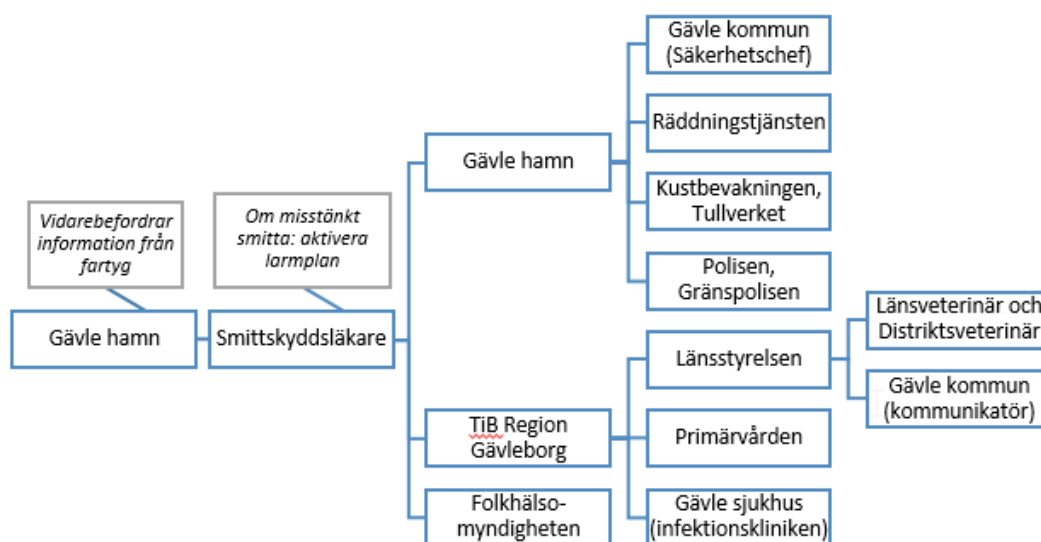 Vidarebefordrar
information från
fartyg
Gävle hamn
Om misstänkt
smitta: aktivera
larmplan
Smittskyddsläkare
Gävle hamn
Gävle kommun
(Säkerhetschef)
Räddningstjänsten
Kustbevakningen,
Tullverket
Polisen,
Gränspolisen
TiB Region
Gävleborg
Länsstyrelsen
Länsveterinär och
Distriktsveterinär
Gävle kommun
(kommunikatör)
Primärvården
Gävle sjukhus
(infektionskliniken)
Folkhälso-
myndigheten